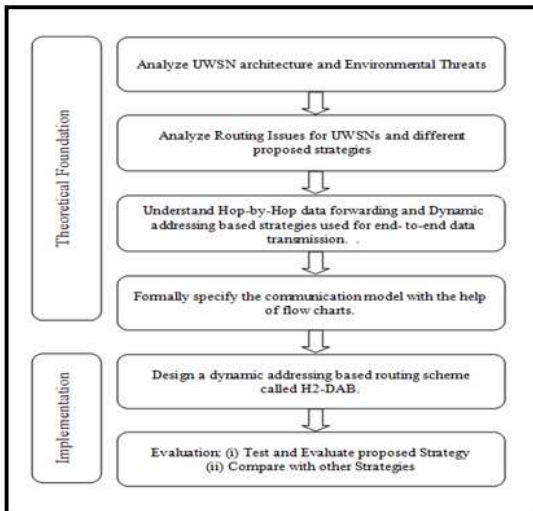 Theoretical Foundation
Analyze UWSN architecture and Environmental Threats
Analyze Routing Issues for UWSNs and different
proposed strategies
Understand Hop-by-Hop data forwarding and Dynamic
addressing based strategies used for end- to-end data
transmission. .
Formally specify the communication model with the help
of flow charts.
Implementation
Design a dynamic addressing based routing scheme
called H2-DAB.
Evaluation: (i) Test and Evaluate proposed Strategy
(ii) Compare with other Strategies